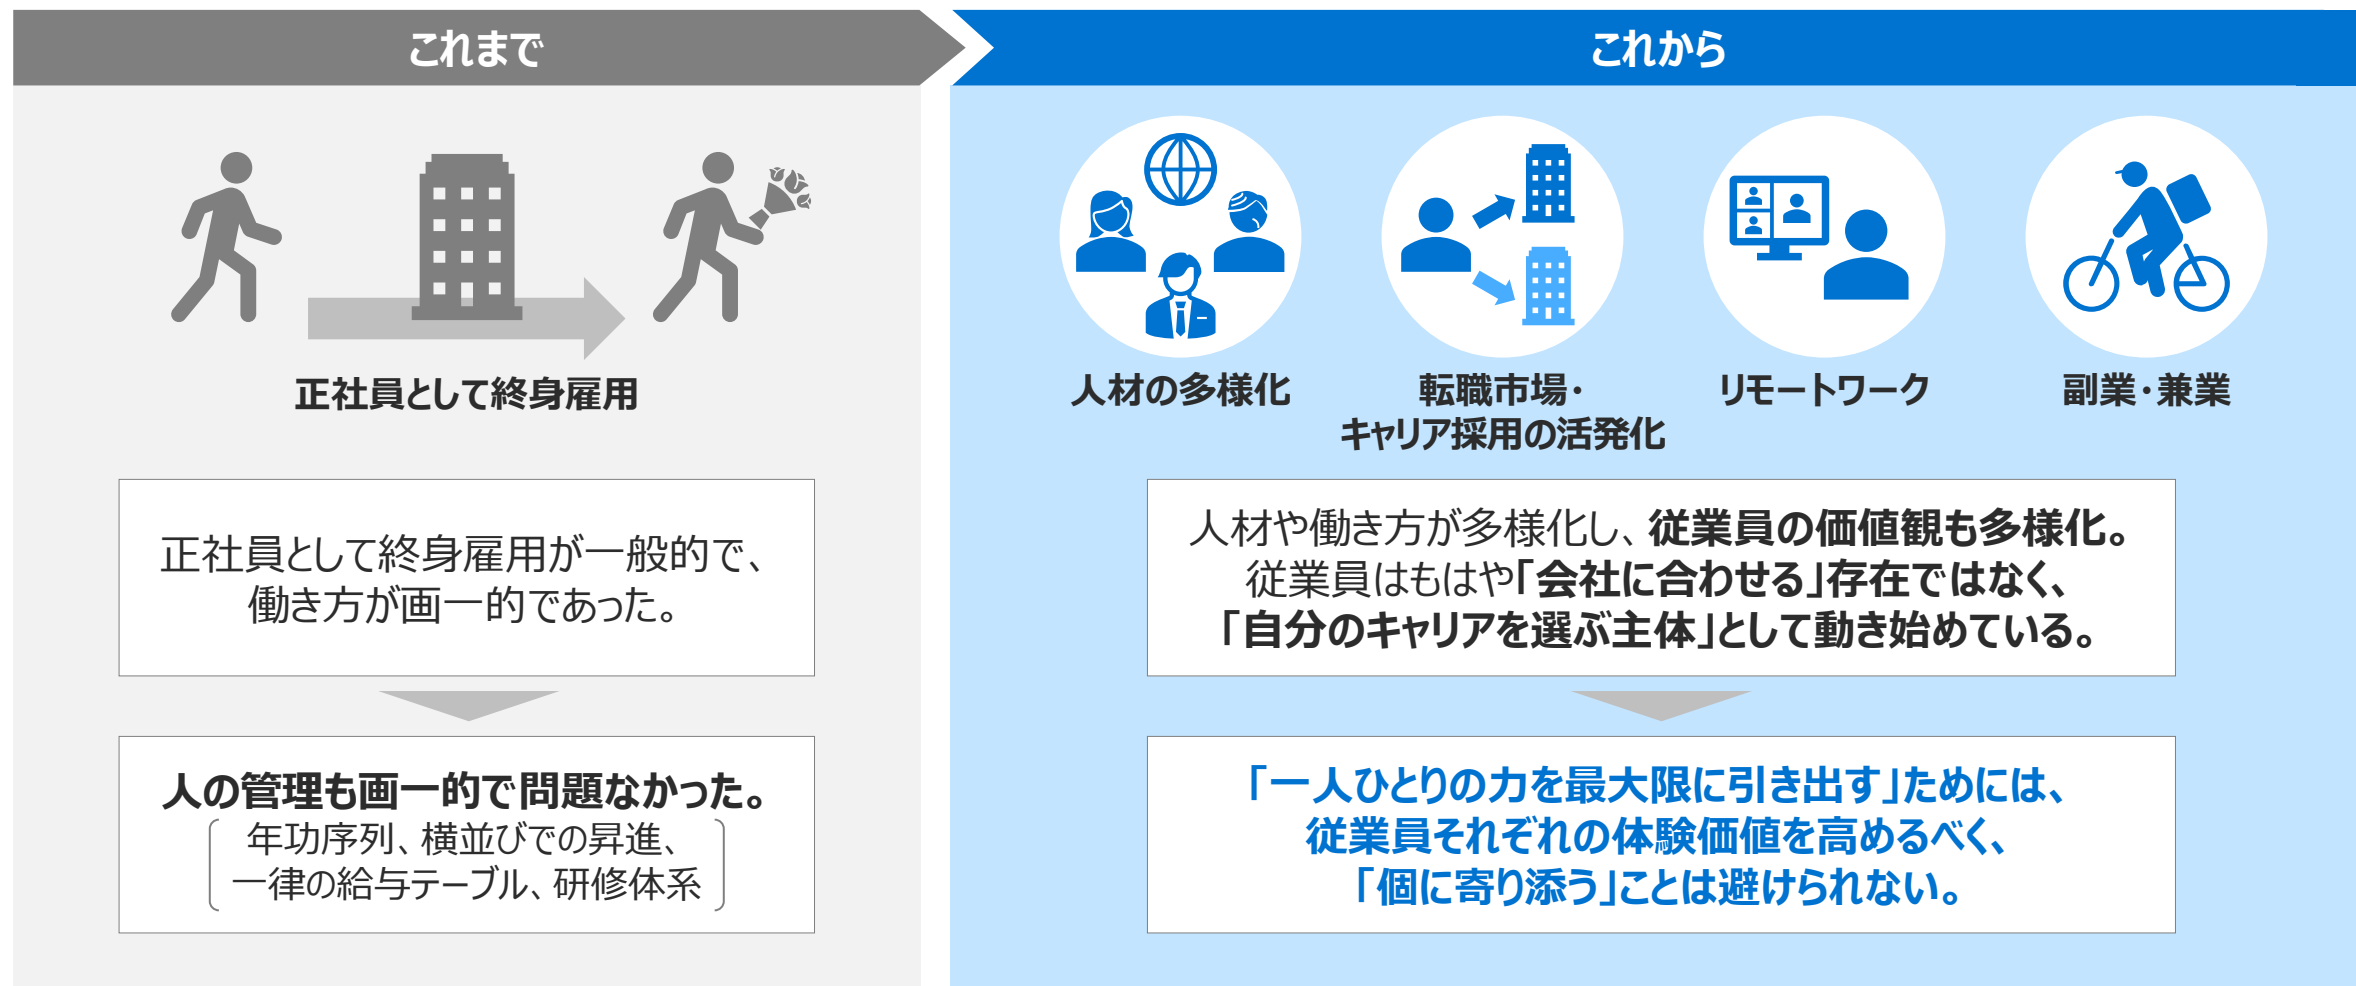 これまで
正社員として終身雇用
正社員として終身雇用が一般的で、
働き方が画一的であった。
人の管理も画一的で問題なかった。
年功序列、横並びでの昇進、
一律の給与テーブル、研修体系
これから
人材の多様化
転職市場・
キャリア採用の活発化
リモートワーク
副業・兼業
人材や働き方が多様化し、従業員の価値観も多様化。
従業員はもはや「会社に合わせる」存在ではなく、
「自分のキャリアを選ぶ主体」として動き始めている。
「一人ひとりの力を最大限に引き出す」ためには、
従業員それぞれの体験価値を高めるべく、
「個に寄り添う」ことは避けられない。